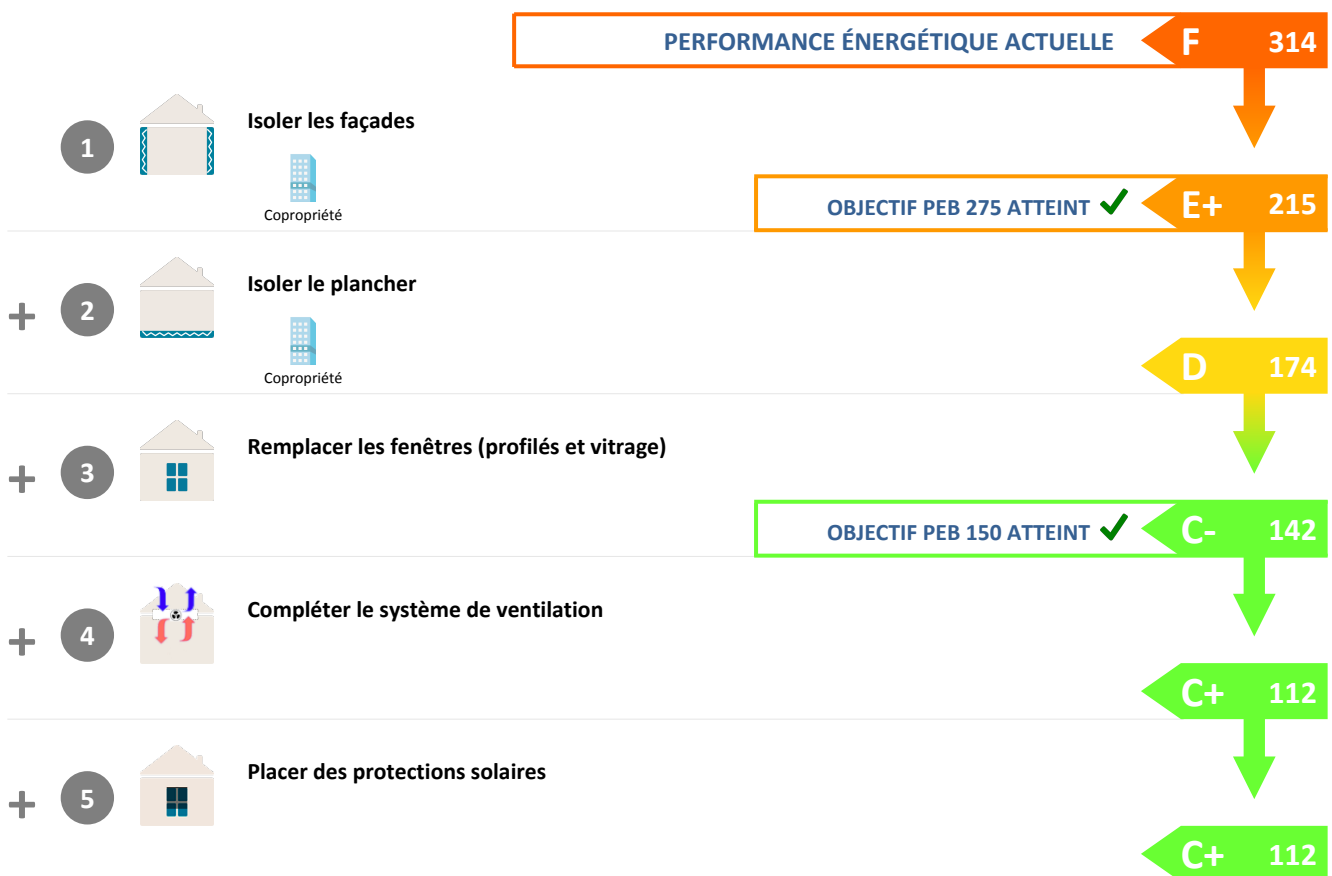 PERFORMANCE ÉNERGÉTIQUE ACTUELLE F 314
1 Isoler les façades
Copropriété
OBJECTIF PEB 275 ATTEINT ✔ E+ 215
+ 2 Isoler le plancher
Copropriété
D 174
+ 3 Remplacer les fenêtres (profilés et vitrage)
OBJECTIF PEB 150 ATTEINT ✔ C- 142
+ 4 Compléter le système de ventilation
C+ 112
+ 5 Placer des protections solaires
C+ 112